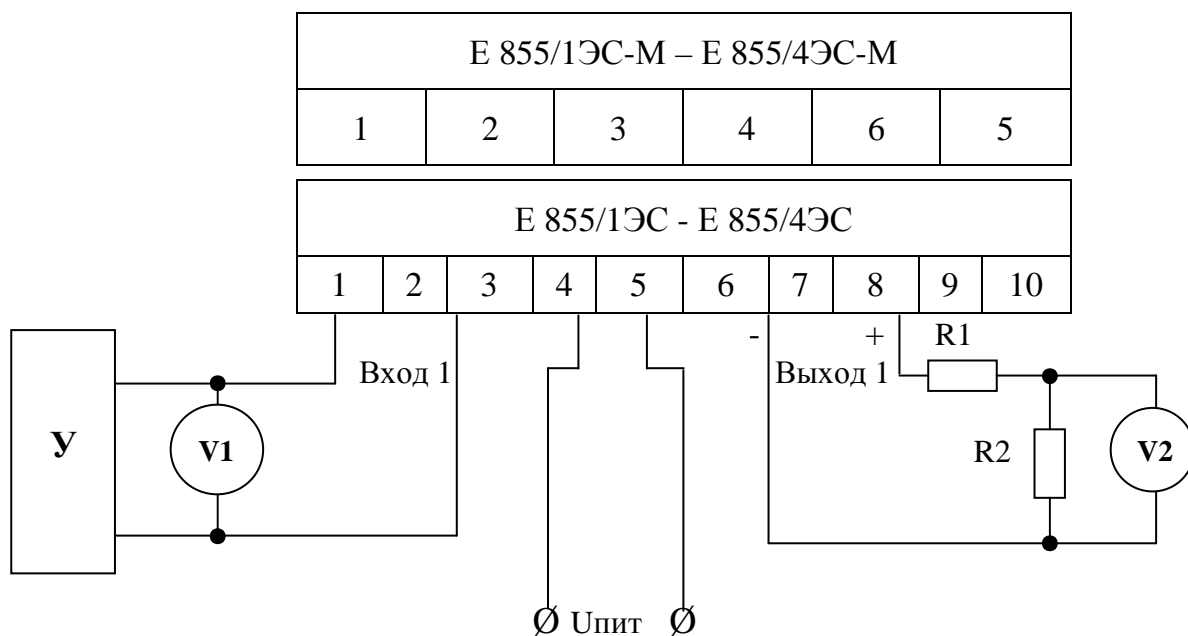 Е 855/1ЭС-М – Е 855/4ЭС-М
1 2 3 4 6 5
Е 855/1ЭС - Е 855/4ЭС
1 2 3 4 5 6 7 8 9 10
- + R1
Вход 1 Выход 1
У V1 R2 V2
Ø Uпит Ø